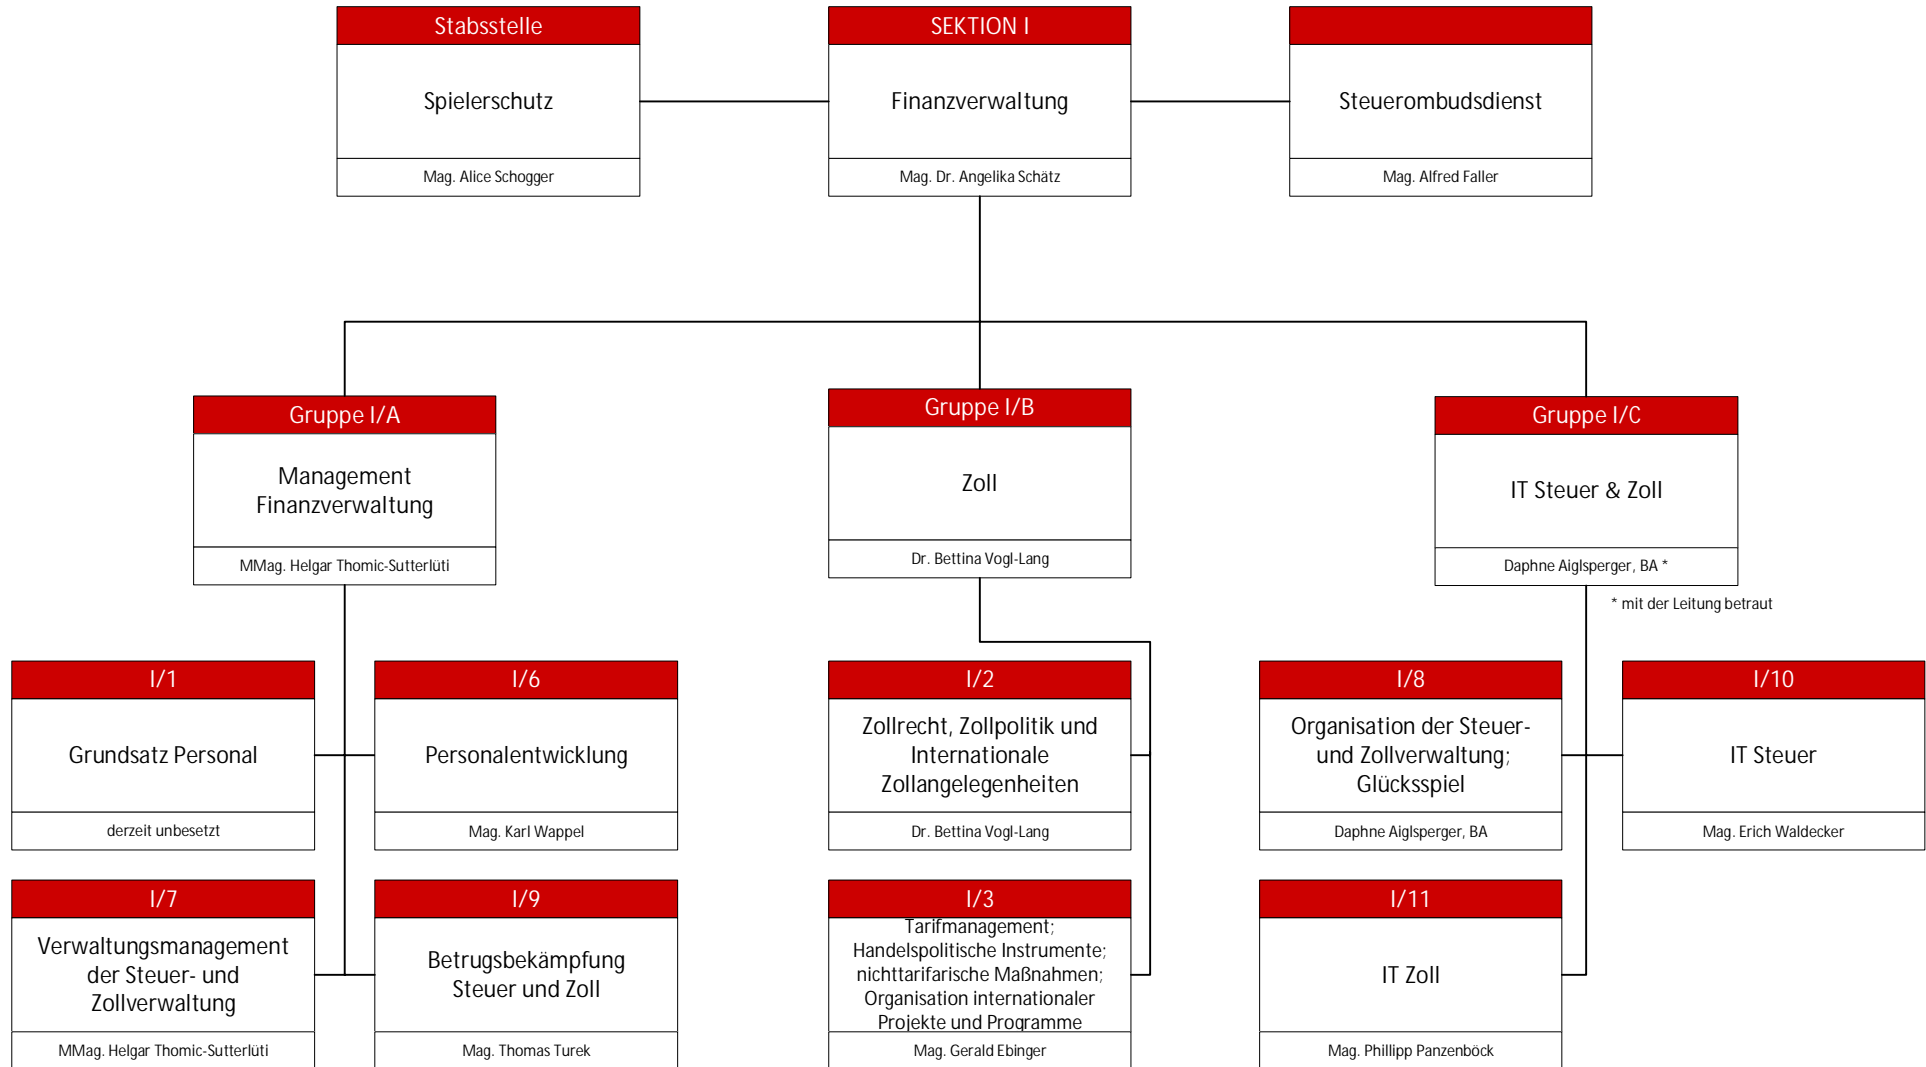 Stabsstelle
Spielerschutz
Mag. Alice Schogger
SEKTION I
Finanzverwaltung
Mag. Dr. Angelika Schätz
Steuerombudsdienst
Mag. Alfred Faller
Gruppe I/A
Management
Finanzverwaltung
MMag. Helgar Thomic-Sutterlüti
Gruppe I/B
Zoll
Dr. Bettina Vogl-Lang
Gruppe I/C
IT Steuer & Zoll
Daphne Aiglsperger, BA *
* mit der Leitung betraut
I/1
Grundsatz Personal
derzeit unbesetzt
I/6
Personalentwicklung
Mag. Karl Wappel
I/2
Zollrecht, Zollpolitik und
Internationale
Zollangelegenheiten
Dr. Bettina Vogl-Lang
I/8
Organisation der Steuer-
und Zollverwaltung;
Glücksspiel
Daphne Aiglsperger, BA
I/10
IT Steuer
Mag. Erich Waldecker
I/7
Verwaltungsmanagement
der Steuer- und
Zollverwaltung
MMag. Helgar Thomic-Sutterlüti
I/9
Betrugsbekämpfung
Steuer und Zoll
Mag. Thomas Turek
I/3
Tarifmanagement;
Handelspolitische Instrumente;
nichttarifarische Maßnahmen;
Organisation internationaler
Projekte und Programme
Mag. Gerald Ebinger
I/11
IT Zoll
Mag. Phillipp Panzenböck